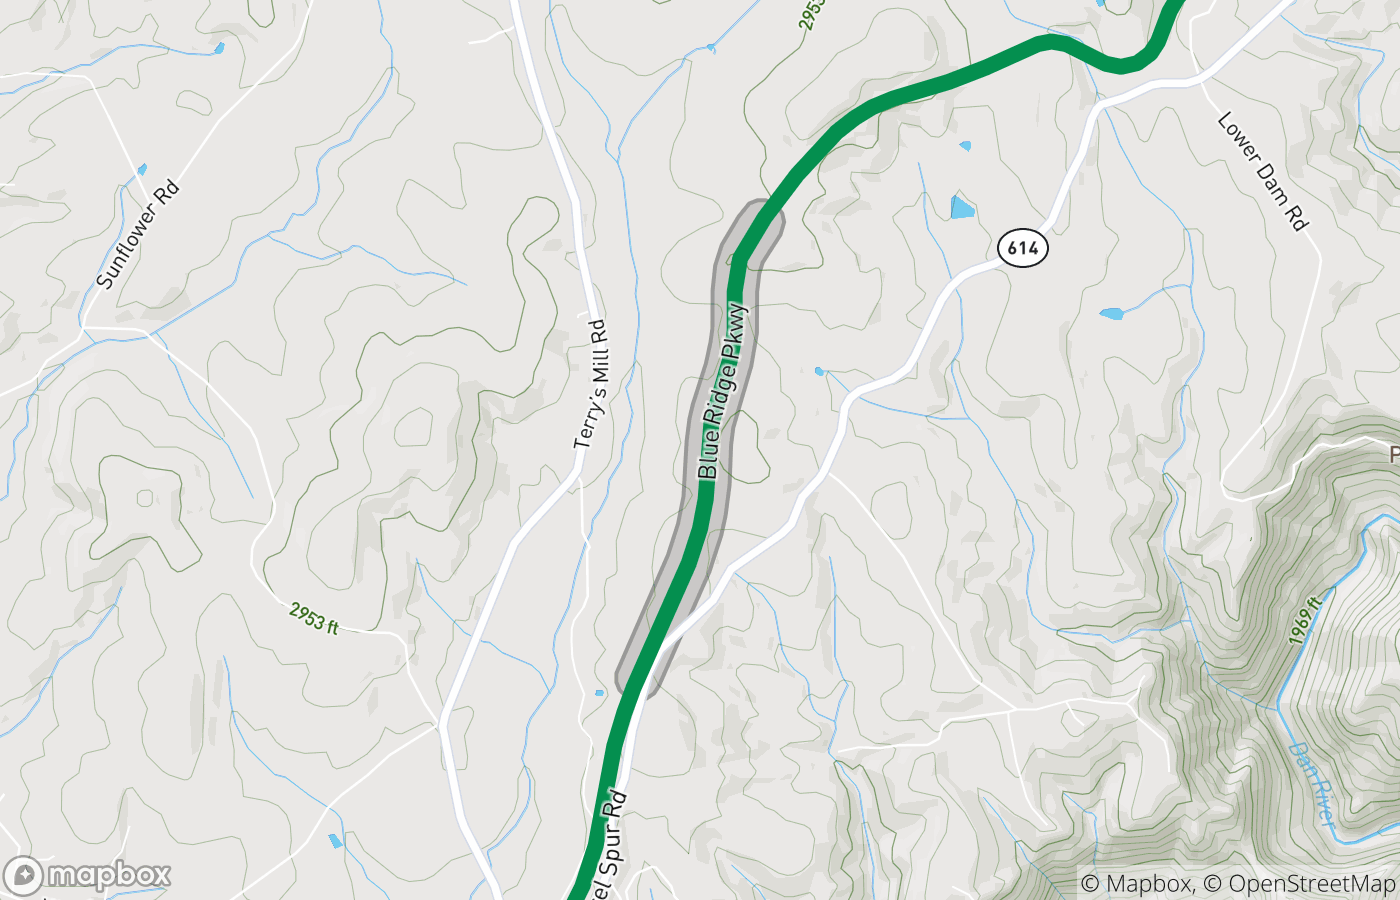 2953
Lower Dam Rd
Sunflower Rd
614
Blue Ridge Pkwy
Terry's Mill Rd
2953 ft
1969 ft
Dan River
el Spur Rd
mapbox
© Mapbox, © OpenStreetMap